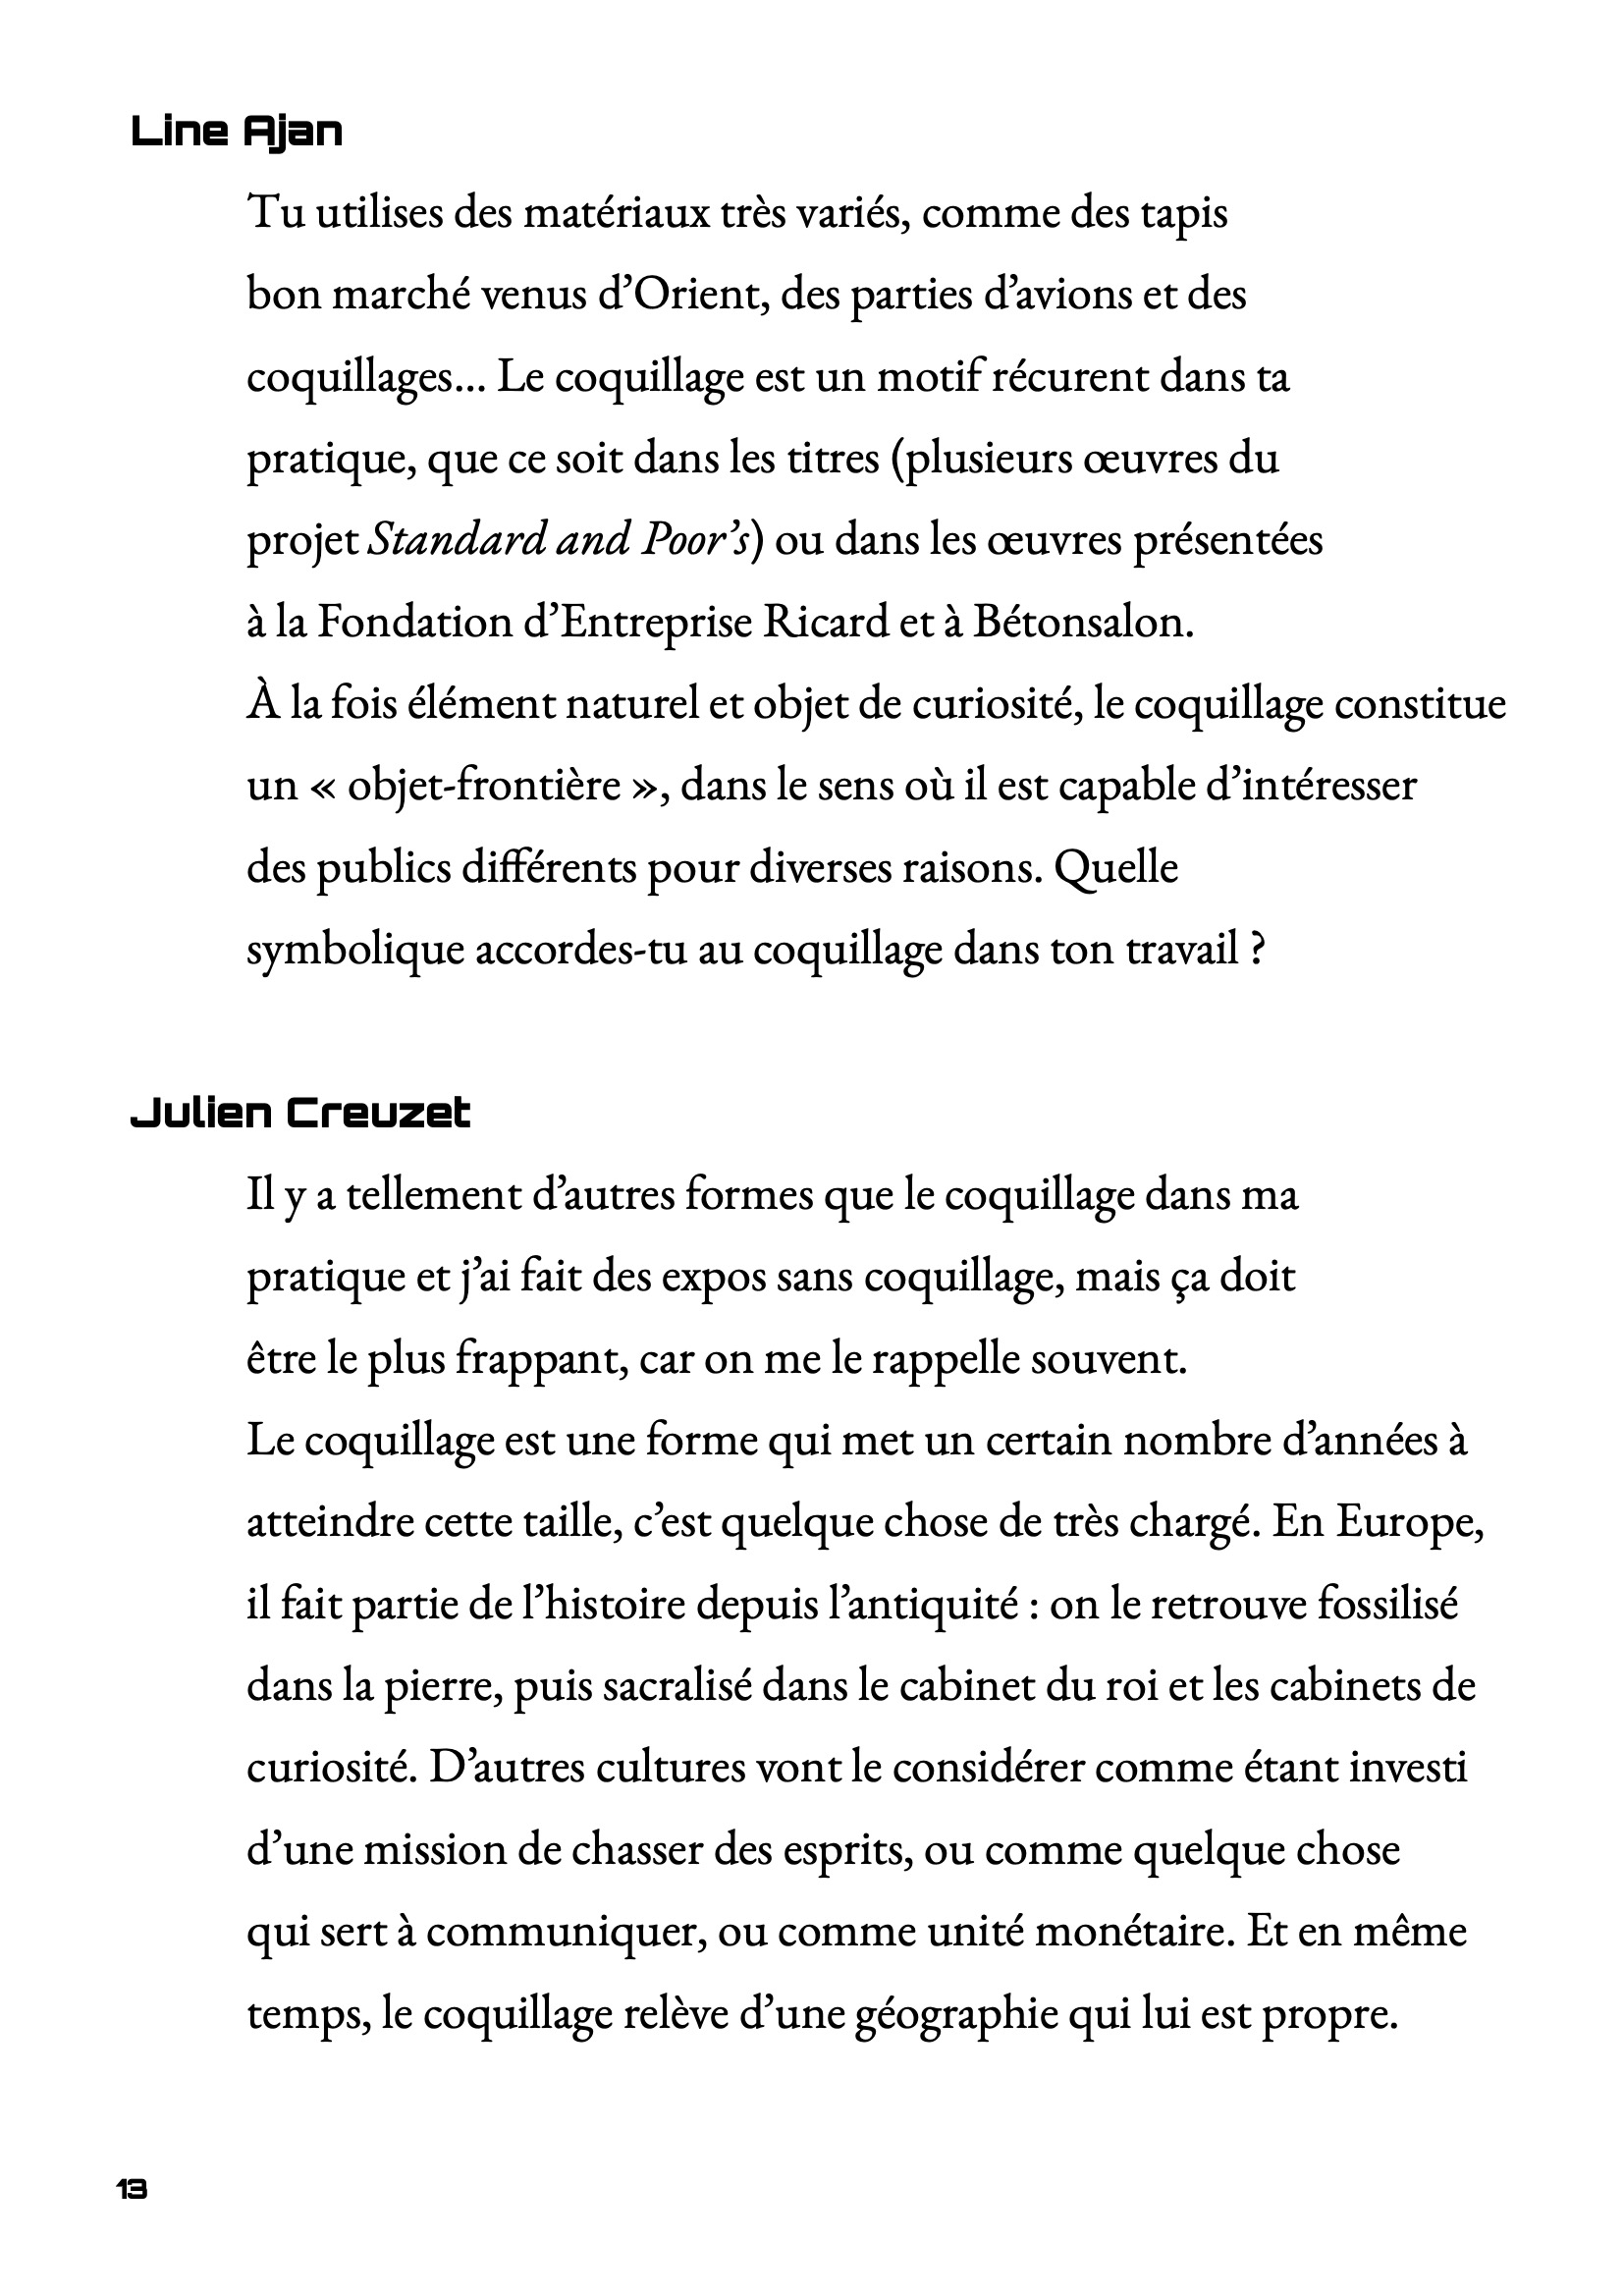 Line Ajan
Tu utilises des matériaux très variés, comme des tapis
bon marché venus d’Orient, des parties d’avions et des
coquillages… Le coquillage est un motif récurent dans ta
pratique, que ce soit dans les titres (plusieurs œuvres du
projet Standard and Poor’s) ou dans les œuvres présentées
à la Fondation d’Entreprise Ricard et à Bétonsalon.
À la fois élément naturel et objet de curiosité, le coquillage constitue
un « objet-frontière », dans le sens où il est capable d’intéresser
des publics différents pour diverses raisons. Quelle
symbolique accordes-tu au coquillage dans ton travail ?
Julien Creuzet
Il y a tellement d’autres formes que le coquillage dans ma
pratique et j’ai fait des expos sans coquillage, mais ça doit
être le plus frappant, car on me le rappelle souvent.
Le coquillage est une forme qui met un certain nombre d’années à
atteindre cette taille, c’est quelque chose de très chargé. En Europe,
il fait partie de l’histoire depuis l’antiquité : on le retrouve fossilisé
dans la pierre, puis sacralisé dans le cabinet du roi et les cabinets de
curiosité. D’autres cultures vont le considérer comme étant investi
d’une mission de chasser des esprits, ou comme quelque chose
qui sert à communiquer, ou comme unité monétaire. Et en même
temps, le coquillage relève d’une géographie qui lui est propre.
13